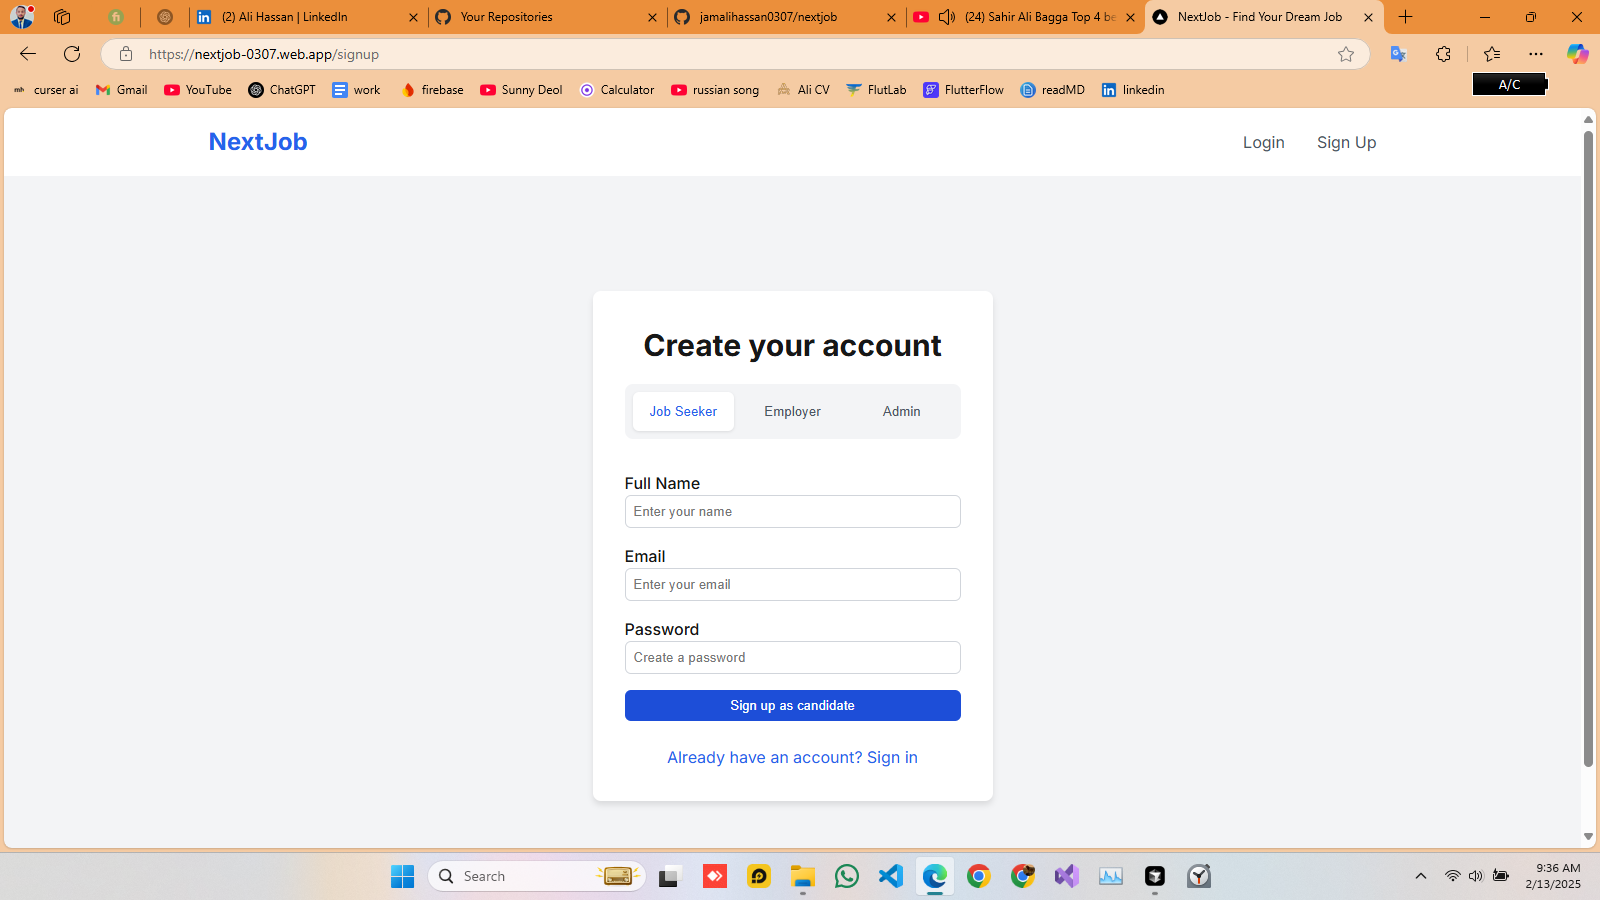 (2) Ali Hassan | LinkedIn
Your Repositories
jamalihassan0307/nextjob
(24) Sahir Ali Bagga Top 4 be
NextJob - Find Your Dream Job
https://nextjob-0307.web.app/signup
curser ai
Gmail
YouTube
ChatGPT
work
firebase
Sunny Deol
Calculator
russian song
Ali CV
FlutLab
FlutterFlow
readMD
linkedin
A/C
NextJob
Login
Sign Up
Create your account
Job Seeker
Employer
Admin
Full Name
Enter your name
Email
Enter your email
Password
Create a password
Sign up as candidate
Already have an account? Sign in
Search
9:36 AM
2/13/2025